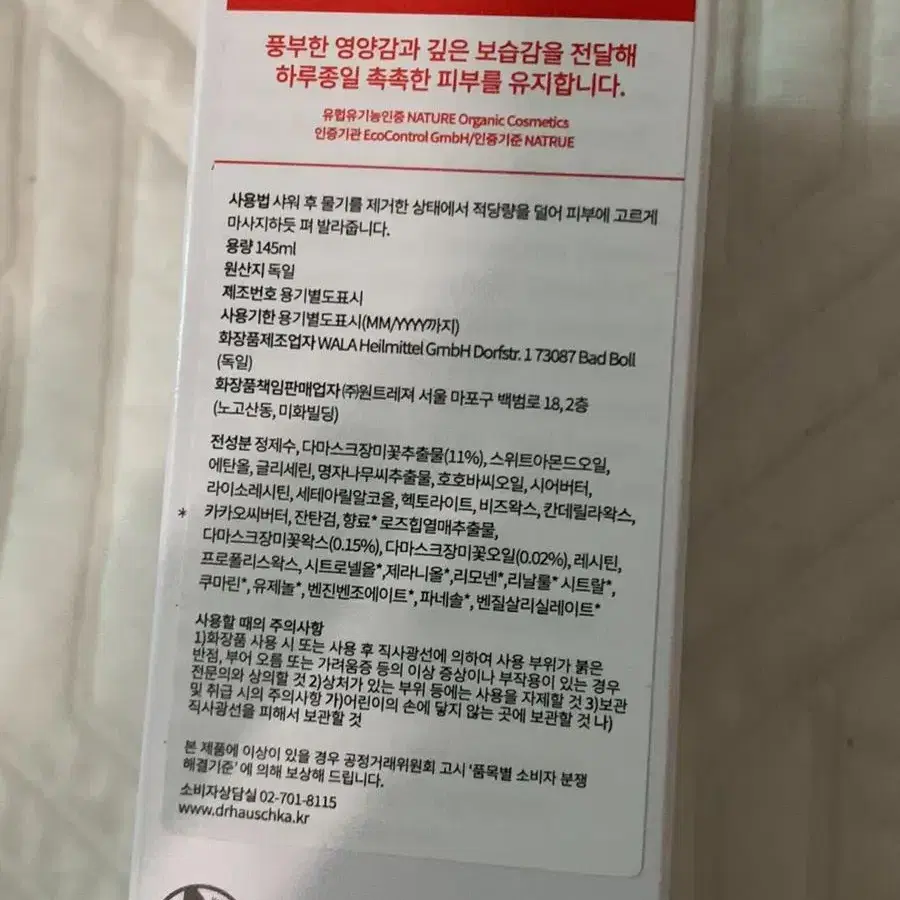 풍부한 영양감과 깊은 보습감을 전달해
하루종일 촉촉한 피부를 유지합니다.
유럽유기농인증 NATURE Organic Cosmetics
인증기관 EcoControl GmbH/인증기준 NATRUE
사용법 샤워 후 물기를 제거한 상태에서 적당량을 덜어 피부에 고르게
마사지하듯 펴 발라줍니다.
용량 145ml
원산지 독일
제조번호 용기별도표시
사용기한 용기별도표시(MM/YYYY까지)
화장품제조업자 WALA Heilmittel GmbH Dorfstr. 1 73087 Bad Boll
(독일)
화장품책임판매업자 ㈜윈트레져 서울 마포구 백범로 18, 2층
(노고산동, 미화빌딩)
전성분 정제수, 다마스크장미꽃추출물(11%), 스위트아몬드오일,
에탄올, 글리세린, 명자나무씨추출물, 호호바씨오일, 시어버터,
라이소레시틴, 세테아릴알코올, 헥토라이트, 비즈왁스, 칸데릴라왁스,
* 카카오씨버터, 잔탄검, 향료* 로즈힙열매추출물,
다마스크장미꽃왁스(0.15%), 다마스크장미꽃오일(0.02%), 레시틴,
프로폴리스왁스, 시트로넬올*,제라니올*,리모넨*,리날룰* 시트랄*,
쿠마린*, 유제놀*, 벤진벤조에이트*, 파네솔*, 벤질살리실레이트*
사용할 때의 주의사항
1)화장품 사용 시 또는 사용 후 직사광선에 의하여 사용 부위가 붉은
반점, 부어 오름 또는 가려움증 등의 이상 증상이나 부작용이 있는 경우
전문의와 상의할 것 2)상처가 있는 부위 등에는 사용을 자제할 것 3)보관
및 취급 시의 주의사항 가)어린이의 손에 닿지 않는 곳에 보관할 것 나)
직사광선을 피해서 보관할 것
본 제품에 이상이 있을 경우 공정거래위원회 고시 '품목별 소비자 분쟁
해결기준' 에 의해 보상해 드립니다.
소비자상담실 02-701-8115
www.drhauschka.kr